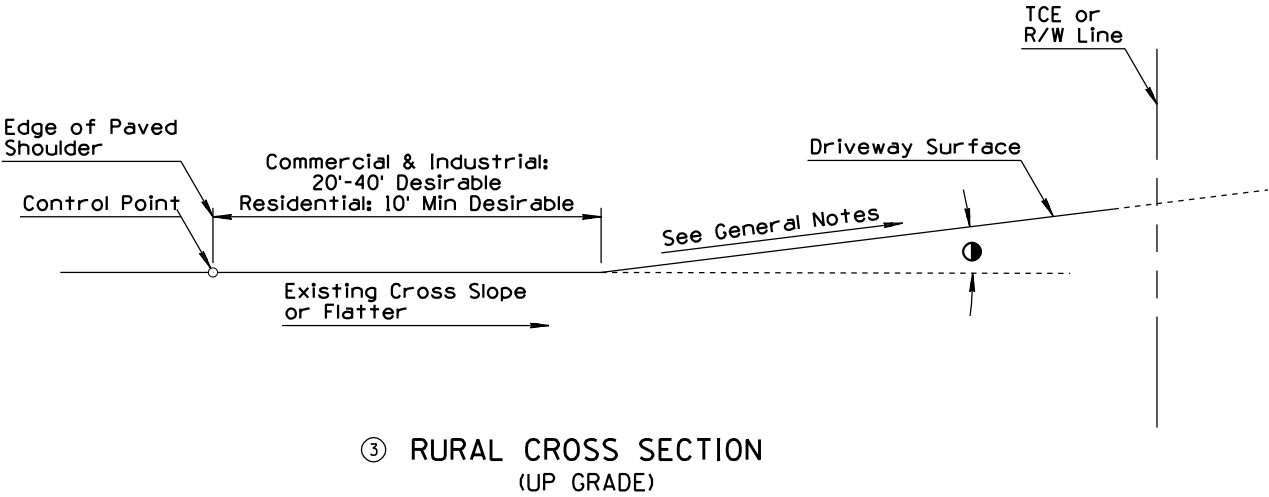 TCE or
R/W Line
Edge of Paved
Shoulder
Commercial & Industrial:
20'-40' Desirable
Residential: 10' Min Desirable
Control Point
Driveway Surface
See General Notes
Existing Cross Slope
or Flatter
③ RURAL CROSS SECTION
(UP GRADE)